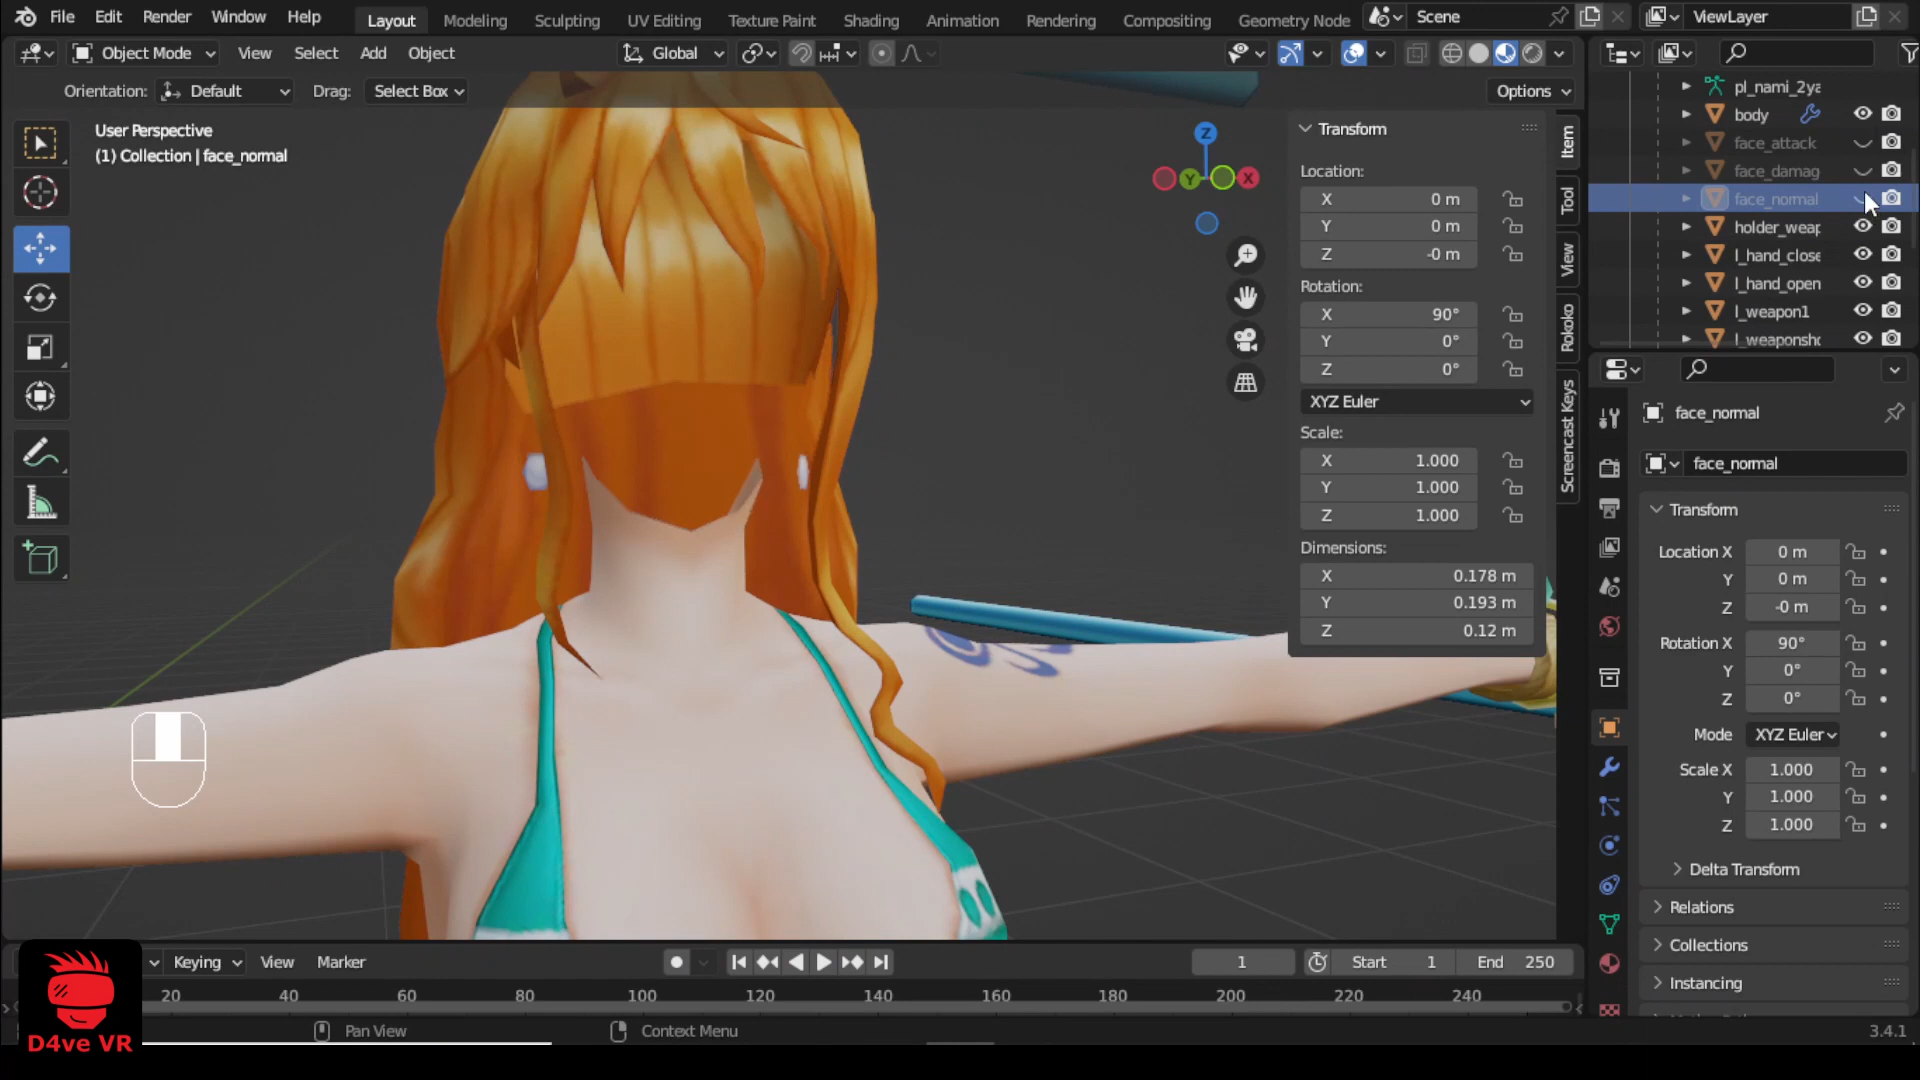 File Edit Render Window Help Layout Modeling Sculpting UV Editing Texture Paint Shading Animation Rendering Compositing Geometry Node Scene ViewLayer
Object Mode View Select Add Object Global
Orientation: Default Drag: Select Box Options
User Perspective
(1) Collection | face_normal
Z
Y
X
Transform
Location:
X 0 m
Y 0 m
Z -0 m
Rotation:
X 90°
Y 0°
Z 0°
XYZ Euler
Scale:
X 1.000
Y 1.000
Z 1.000
Dimensions:
X 0.178 m
Y 0.193 m
Z 0.12 m
Item
Tool
View
Rokoko
Screencast Keys
pl_nami_2ya
body
face_attack
face_damag
face_normal
holder_weap
l_hand_close
l_hand_open
l_weapon1
l_weaponsho
face_normal
face_normal
Transform
Location X 0 m
Y 0 m
Z -0 m
Rotation X 90°
Y 0°
Z 0°
Mode XYZ Euler
Scale X 1.000
Y 1.000
Z 1.000
Delta Transform
Relations
Collections
Instancing
Keying View Marker 1 Start 1 End 250
20 40 60 80 100 120 140 160 180 200 220 240
Pan View Context Menu 3.4.1
D4ve VR